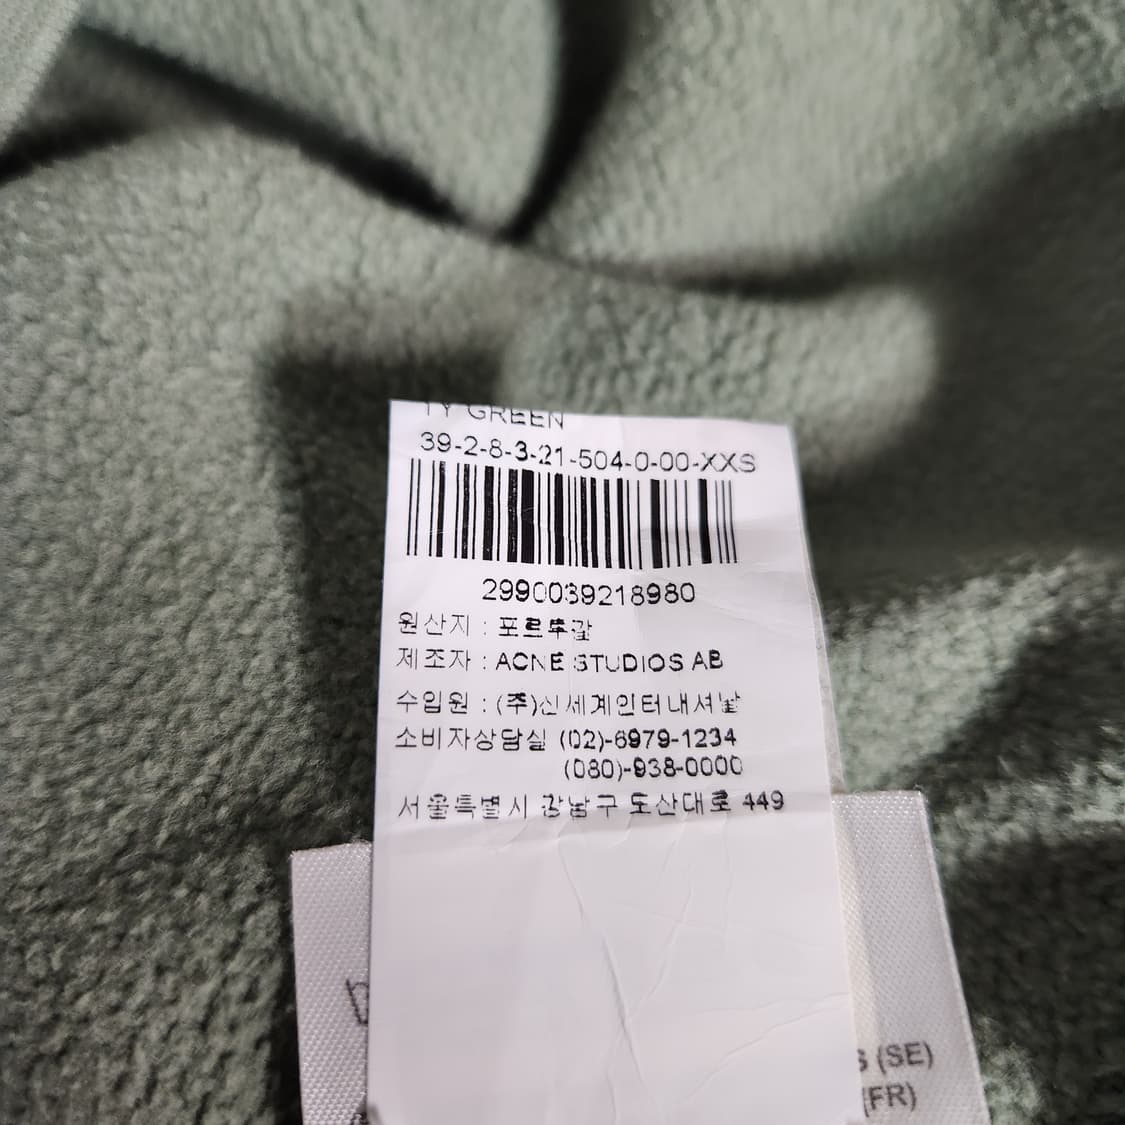 TY GREEN
39-2-8-3-21-504-0-00-XXS
2990039218980
원산지 : 포르투갈
제조자 : ACNE STUDIOS AB
수입원 : (주)신세계인터내셔날
소비자상담실 (02)-6979-1234
(080)-938-0000
서울특별시 강남구 도산대로 449
S (SE)
(FR)